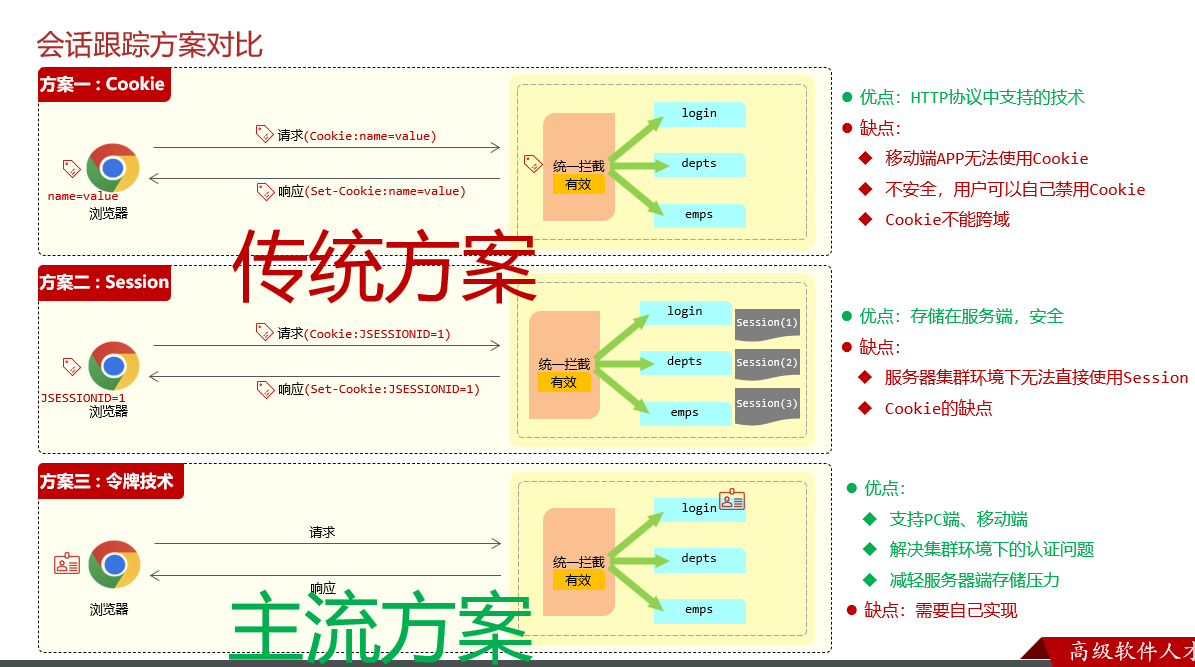 会话跟踪方案对比
方案一：Cookie
请求(Cookie:name=value)
响应(Set-Cookie:name=value)
name=value
浏览器
统一拦截
有效
login
depts
emps
优点：HTTP协议中支持的技术
缺点：
移动端APP无法使用Cookie
不安全，用户可以自己禁用Cookie
Cookie不能跨域
传统方案
方案二：Session
请求(Cookie:JSESSIONID=1)
响应(Set-Cookie:JSESSIONID=1)
JSESSIONID=1
浏览器
统一拦截
有效
login
depts
emps
Session(1)
Session(2)
Session(3)
优点：存储在服务端，安全
缺点：
服务器集群环境下无法直接使用Session
Cookie的缺点
方案三：令牌技术
请求
响应
浏览器
统一拦截
有效
login
depts
emps
优点：
支持PC端、移动端
解决集群环境下的认证问题
减轻服务器端存储压力
缺点：需要自己实现
主流方案
高级软件人